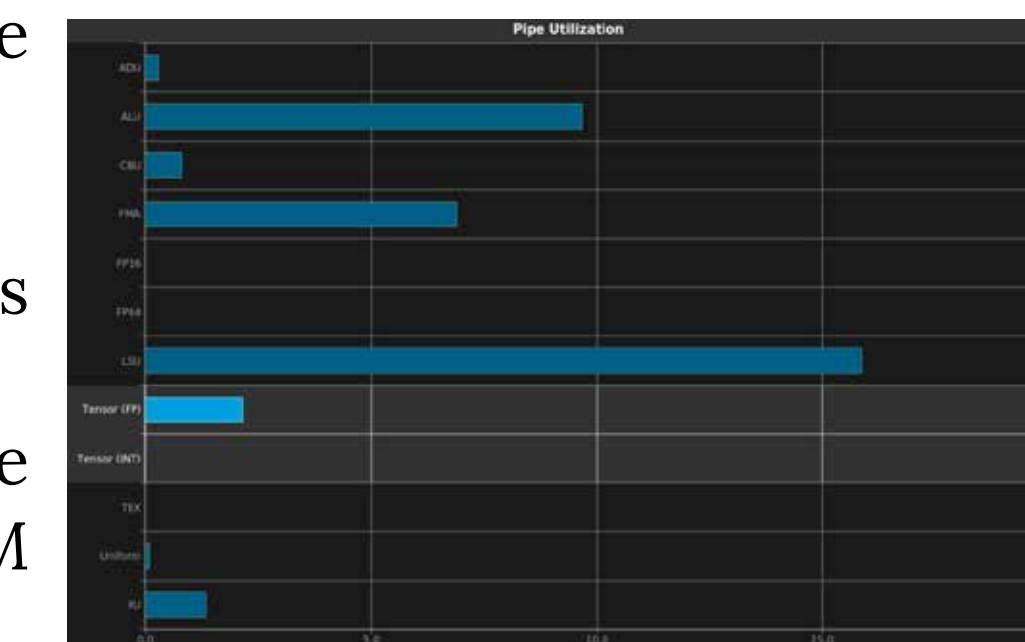 e
Pipe Utilization
ADU
ALU
CBU
FMA
FP16
s
FP64
LSU
Tensor (FP)
e
Tensor (INT)
TEX
M
Uniform
XU
0.0 5.0 10.0 15.0